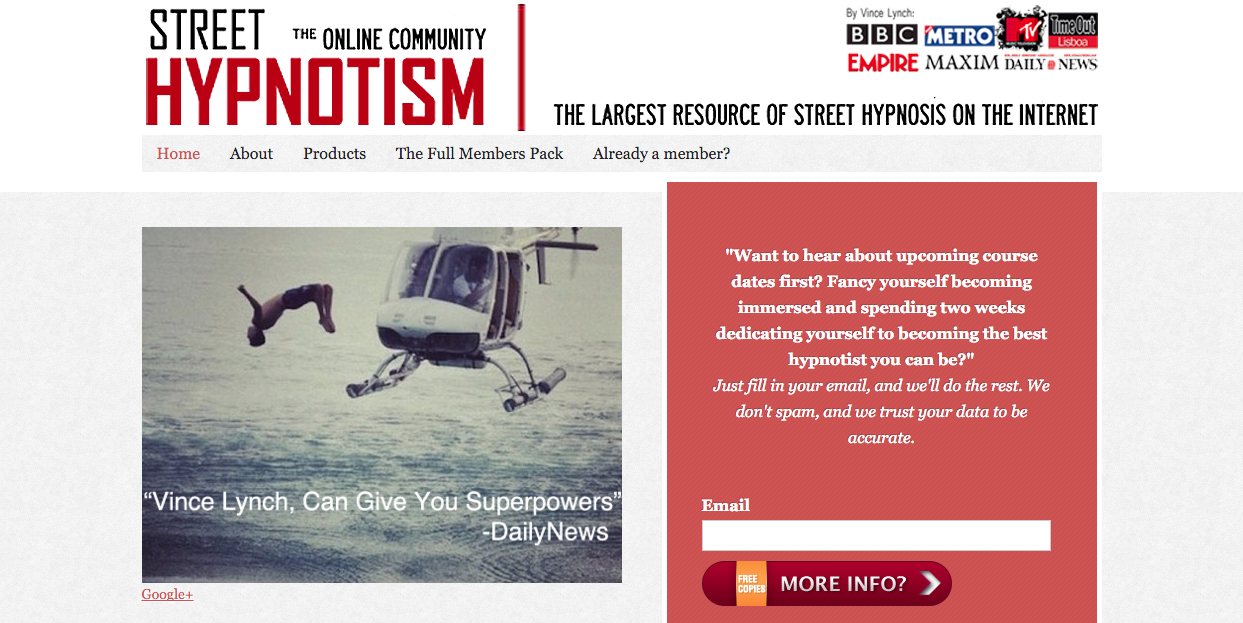 STREET
THE ONLINE COMMUNITY
HYPNOTISM
By Vince Lynch:
BBC METRO MTV TimeOut
MUSIC TELEVISION Lisboa
EMPIRE MAXIM DAILY NEWS
THE LARGEST RESOURCE OF STREET HYPNOSIS ON THE INTERNET
Home About Products The Full Members Pack Already a member?
"Want to hear about upcoming course
dates first? Fancy yourself becoming
immersed and spending two weeks
dedicating yourself to becoming the best
hypnotist you can be?"
Just fill in your email, and we'll do the rest. We
don't spam, and we trust your data to be
accurate.
“Vince Lynch, Can Give You Superpowers”
-DailyNews
Google+
Email
FREE
COPIES
MORE INFO?